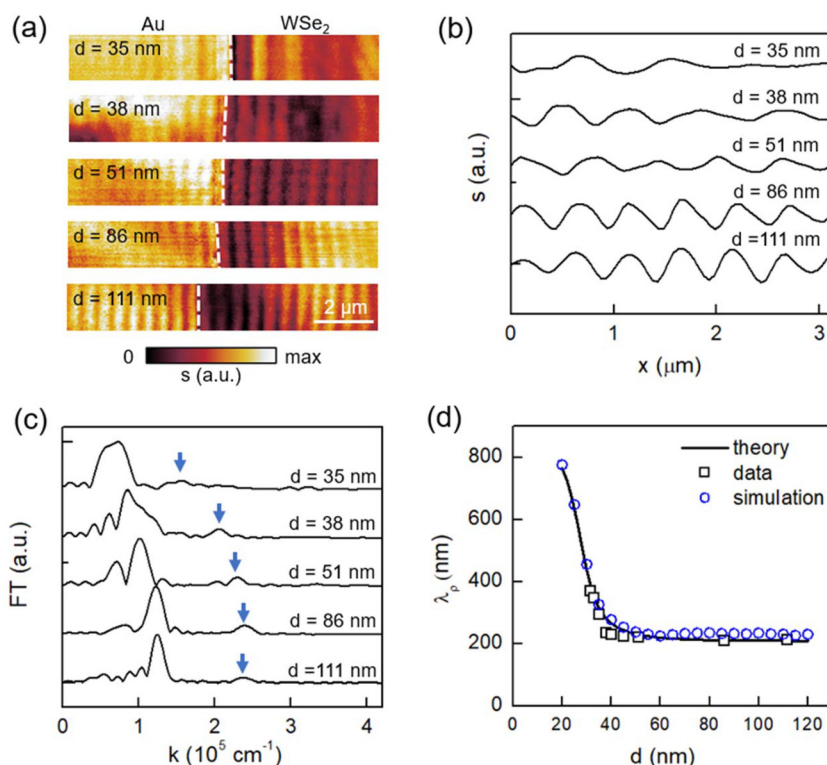 (a)
Au WSe₂
d = 35 nm
d = 38 nm
d = 51 nm
d = 86 nm
d = 111 nm
2 μm
0 max
s (a.u.)
(b)
d = 35 nm
d = 38 nm
d = 51 nm
d = 86 nm
d =111 nm
s (a.u.)
0 1 2 3
x (μm)
(c)
d = 35 nm
d = 38 nm
d = 51 nm
d = 86 nm
d =111 nm
FT (a.u.)
0 1 2 3 4
k (10⁵ cm⁻¹)
(d)
800
600
400
200
0
theory
data
simulation
λₚ (nm)
0 20 40 60 80 100 120
d (nm)